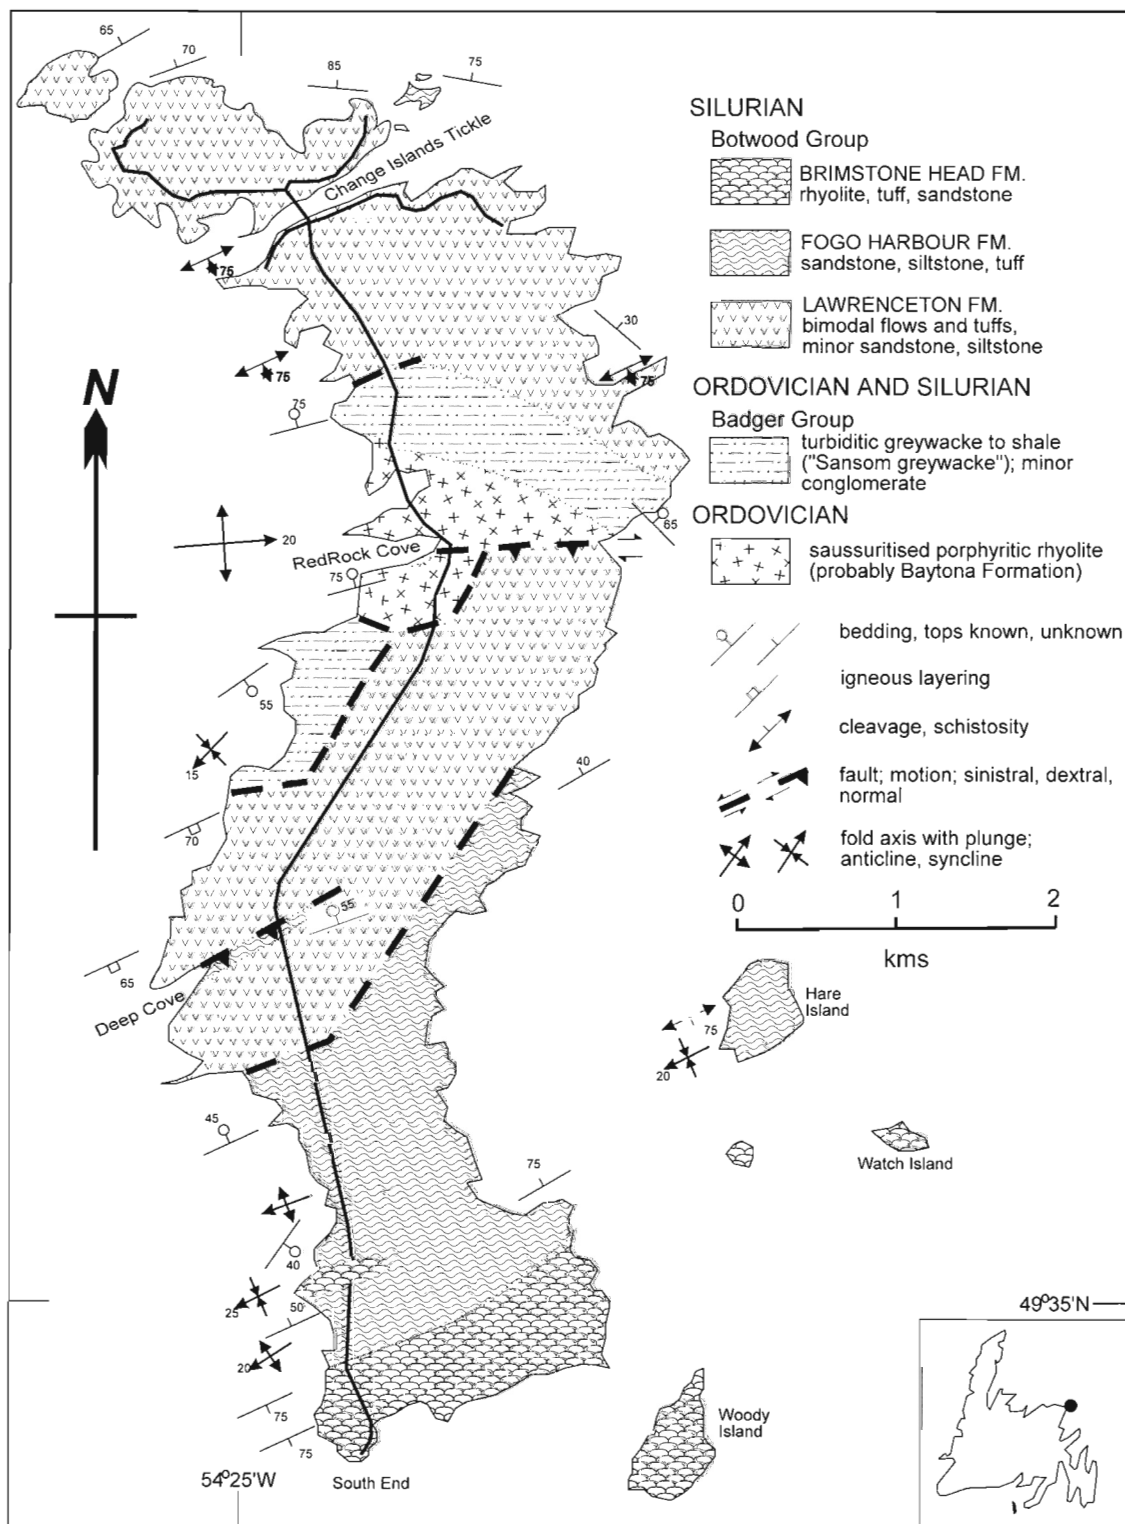 65
70
85
75
Change Islands Tickle
75
30
75
75
75
65
20
RedRock Cove
75
55
15
40
70
55
65
Deep Cove
75
20
45
75
40
25
50
20
75
75
54°25'W
South End
Hare
Island
Watch Island
Woody
Island
49°35'N
N
SILURIAN
Botwood Group
BRIMSTONE HEAD FM.
rhyolite, tuff, sandstone
FOGO HARBOUR FM.
sandstone, siltstone, tuff
LAWRENCETON FM.
bimodal flows and tuffs,
minor sandstone, siltstone
ORDOVICIAN AND SILURIAN
Badger Group
turbiditic greywacke to shale
("Sansom greywacke"); minor
conglomerate
ORDOVICIAN
saussuritised porphyritic rhyolite
(probably Baytona Formation)
bedding, tops known, unknown
igneous layering
cleavage, schistosity
fault; motion; sinistral, dextral,
normal
fold axis with plunge;
anticline, syncline
0 1 2
kms